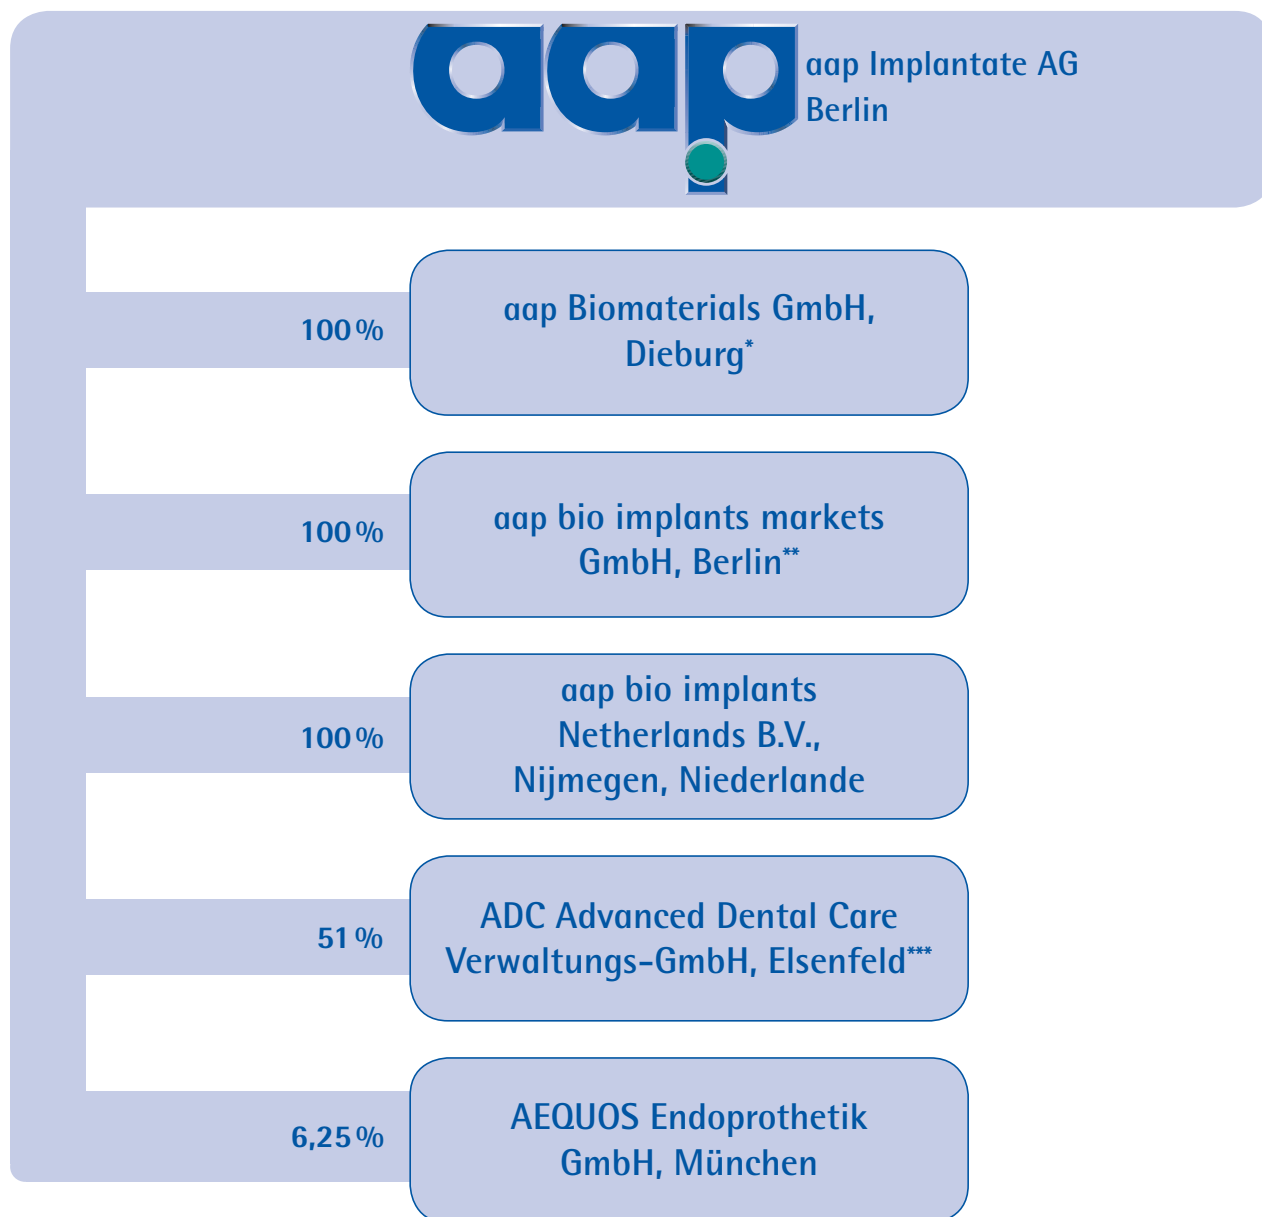 aap
aap Implantate AG
Berlin
100 %
aap Biomaterials GmbH,
Dieburg*
100 %
aap bio implants markets
GmbH, Berlin**
100 %
aap bio implants
Netherlands B.V.,
Nijmegen, Niederlande
51 %
ADC Advanced Dental Care
Verwaltungs-GmbH, Elsenfeld***
6,25 %
AEQUOS Endoprothetik
GmbH, München